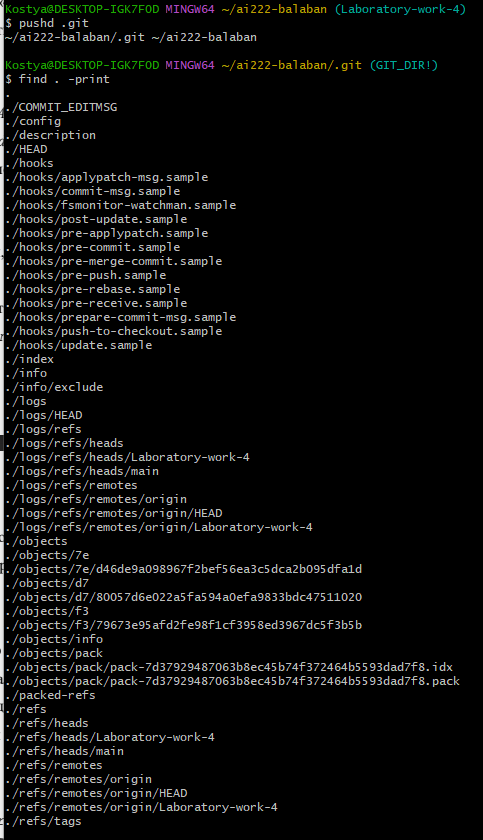 Kostya@DESKTOP-IGK7FOD MINGW64 ~/ai222-balaban (Laboratory-work-4)
$ pushd .git
~/ai222-balaban/.git ~/ai222-balaban
Kostya@DESKTOP-IGK7FOD MINGW64 ~/ai222-balaban/.git (GIT_DIR!)
$ find . -print
.
./COMMIT_EDITMSG
./config
./description
./HEAD
./hooks
./hooks/applypatch-msg.sample
./hooks/commit-msg.sample
./hooks/fsmonitor-watchman.sample
./hooks/post-update.sample
./hooks/pre-applypatch.sample
./hooks/pre-commit.sample
./hooks/pre-merge-commit.sample
./hooks/pre-push.sample
./hooks/pre-rebase.sample
./hooks/pre-receive.sample
./hooks/prepare-commit-msg.sample
./hooks/push-to-checkout.sample
./hooks/update.sample
./index
./info
./info/exclude
./logs
./logs/HEAD
./logs/refs
./logs/refs/heads
./logs/refs/heads/Laboratory-work-4
./logs/refs/heads/main
./logs/refs/remotes
./logs/refs/remotes/origin
./logs/refs/remotes/origin/HEAD
./logs/refs/remotes/origin/Laboratory-work-4
./objects
./objects/7e
./objects/7e/d46de9a098967f2bef56ea3c5dca2b095dfa1d
./objects/d7
./objects/d7/80057d6e022a5fa594a0efa9833bdc47511020
./objects/f3
./objects/f3/79673e95afd2fe98f1cf3958ed3967dc5f3b5b
./objects/info
./objects/pack
./objects/pack/pack-7d37929487063b8ec45b74f372464b5593dad7f8.idx
./objects/pack/pack-7d37929487063b8ec45b74f372464b5593dad7f8.pack
./packed-refs
./refs
./refs/heads
./refs/heads/Laboratory-work-4
./refs/heads/main
./refs/remotes
./refs/remotes/origin
./refs/remotes/origin/HEAD
./refs/remotes/origin/Laboratory-work-4
./refs/tags